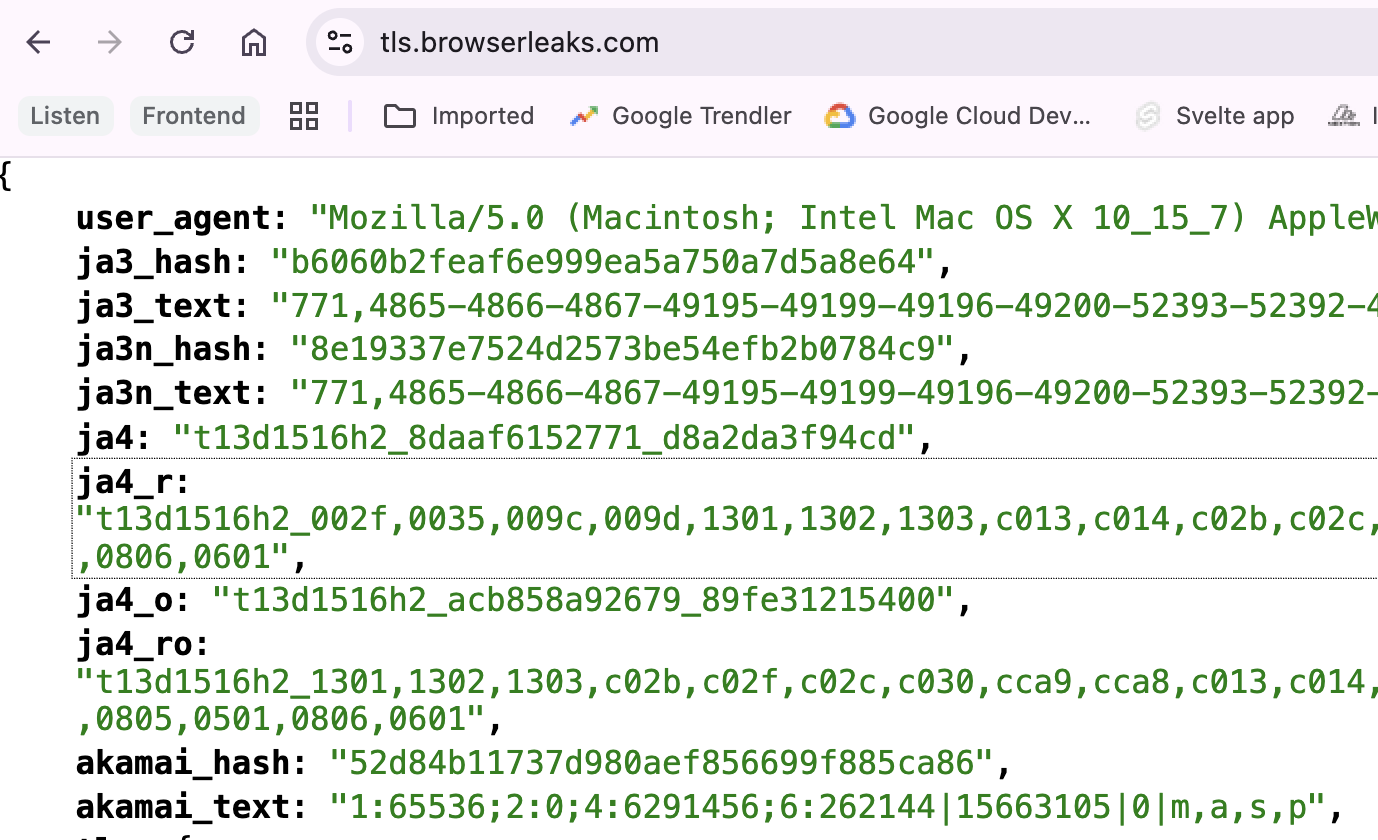 tls.browserleaks.com
Listen Frontend Imported Google Trendler Google Cloud Dev... Svelte app
{
user_agent: "Mozilla/5.0 (Macintosh; Intel Mac OS X 10_15_7) AppleW
ja3_hash: "b6060b2feaf6e999ea5a750a7d5a8e64",
ja3_text: "771,4865-4866-4867-49195-49199-49196-49200-52393-52392-4
ja3n_hash: "8e19337e7524d2573be54efb2b0784c9",
ja3n_text: "771,4865-4866-4867-49195-49199-49196-49200-52393-52392-
ja4: "t13d1516h2_8daaf6152771_d8a2da3f94cd",
ja4_r:
"t13d1516h2_002f,0035,009c,009d,1301,1302,1303,c013,c014,c02b,c02c,
,0806,0601",
ja4_o: "t13d1516h2_acb858a92679_89fe31215400",
ja4_ro:
"t13d1516h2_1301,1302,1303,c02b,c02f,c02c,c030,cca9,cca8,c013,c014,
,0805,0501,0806,0601",
akamai_hash: "52d84b11737d980aef856699f885ca86",
akamai_text: "1:65536;2:0;4:6291456;6:262144|15663105|0|m,a,s,p",